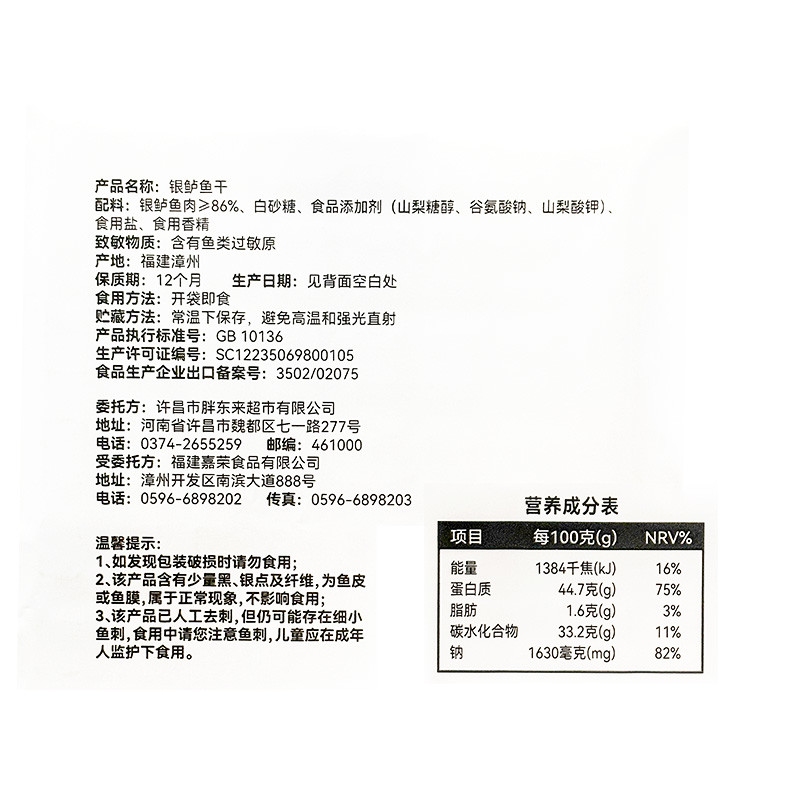 产品名称：银鲈鱼干
配料：银鲈鱼肉≥86%、白砂糖、食品添加剂（山梨糖醇、谷氨酸钠、山梨酸钾）、
食用盐、食用香精
致敏物质：含有鱼类过敏原
产地：福建漳州
保质期：12个月 生产日期：见背面空白处
食用方法：开袋即食
贮藏方法：常温下保存，避免高温和强光直射
产品执行标准号：GB 10136
生产许可证编号：SC12235069800105
食品生产企业出口备案号：3502/02075
委托方：许昌市胖东来超市有限公司
地址：河南省许昌市魏都区七一路277号
电话：0374-2655259 邮编：461000
受委托方：福建嘉荣食品有限公司
地址：漳州开发区南滨大道888号
电话：0596-6898202 传真：0596-6898203
温馨提示：
1、如发现包装破损时请勿食用；
2、该产品含有少量黑、银点及纤维，为鱼皮
或鱼膜，属于正常现象，不影响食用；
3、该产品已人工去刺，但仍可能存在细小
鱼刺，食用中请您注意鱼刺，儿童应在成年
人监护下食用。
营养成分表
项目 每100克(g) NRV%
能量 1384千焦(kJ) 16%
蛋白质 44.7克(g) 75%
脂肪 1.6克(g) 3%
碳水化合物 33.2克(g) 11%
钠 1630毫克(mg) 82%